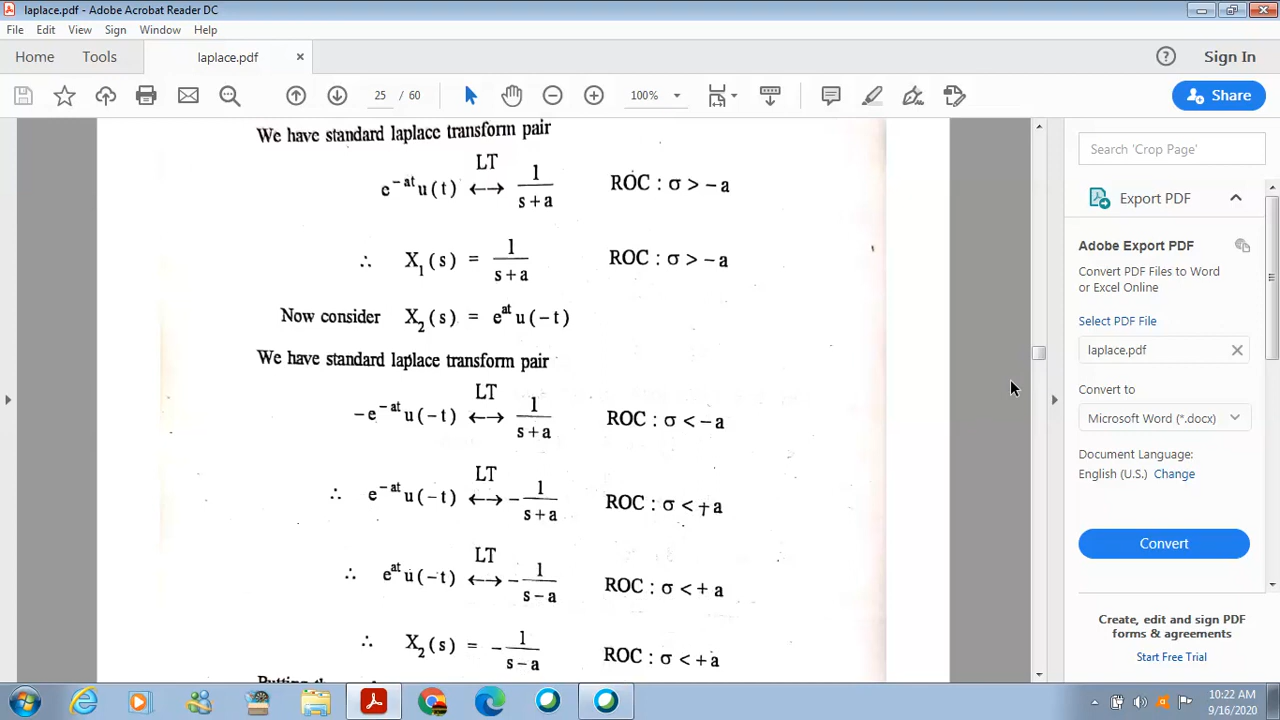 laplace.pdf - Adobe Acrobat Reader DC
File Edit View Sign Window Help
Home Tools laplace.pdf × Sign In
25 / 60 100% Share
We have standard laplace transform pair
LT
e^{-at} u(t) ⟷ 1/(s+a) ROC : σ > -a
∴ X₁(s) = 1/(s+a) ROC : σ > -a
Now consider X₂(s) = e^{at} u(-t)
We have standard laplace transform pair
LT
-e^{-at} u(-t) ⟷ 1/(s+a) ROC : σ < -a
LT
∴ e^{-at} u(-t) ⟷ -1/(s+a) ROC : σ < +a
LT
∴ e^{at} u(-t) ⟷ -1/(s-a) ROC : σ < +a
∴ X₂(s) = -1/(s-a) ROC : σ < +a
Search 'Crop Page'
Export PDF
Adobe Export PDF
Convert PDF Files to Word
or Excel Online
Select PDF File
laplace.pdf
Convert to
Microsoft Word (*.docx)
Document Language:
English (U.S.) Change
Convert
Create, edit and sign PDF
forms & agreements
Start Free Trial
10:22 AM
9/16/2020